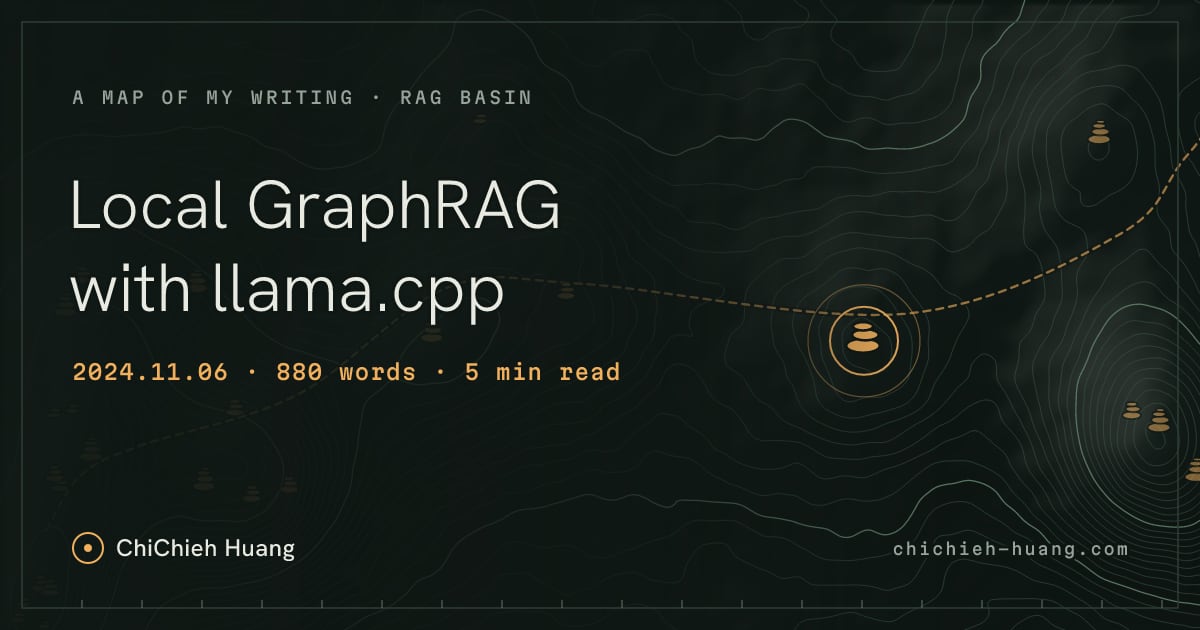 A MAP OF MY WRITING · RAG BASIN
Local GraphRAG
with llama.cpp
2024.11.06 · 880 words · 5 min read
ChiChieh Huang
chichieh-huang.com